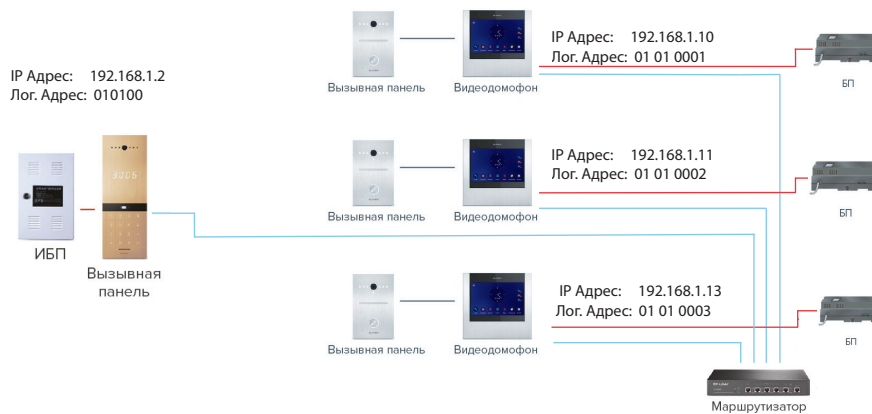 IP Адрес: 192.168.1.2
Лог. Адрес: 010100
ИБП
3005
Вызывная
панель
Вызывная панель
Видеодомофон
IP Адрес: 192.168.1.10
Лог. Адрес: 01 01 0001
БП
Вызывная панель
Видеодомофон
IP Адрес: 192.168.1.11
Лог. Адрес: 01 01 0002
БП
Вызывная панель
Видеодомофон
IP Адрес: 192.168.1.13
Лог. Адрес: 01 01 0003
БП
Маршрутизатор